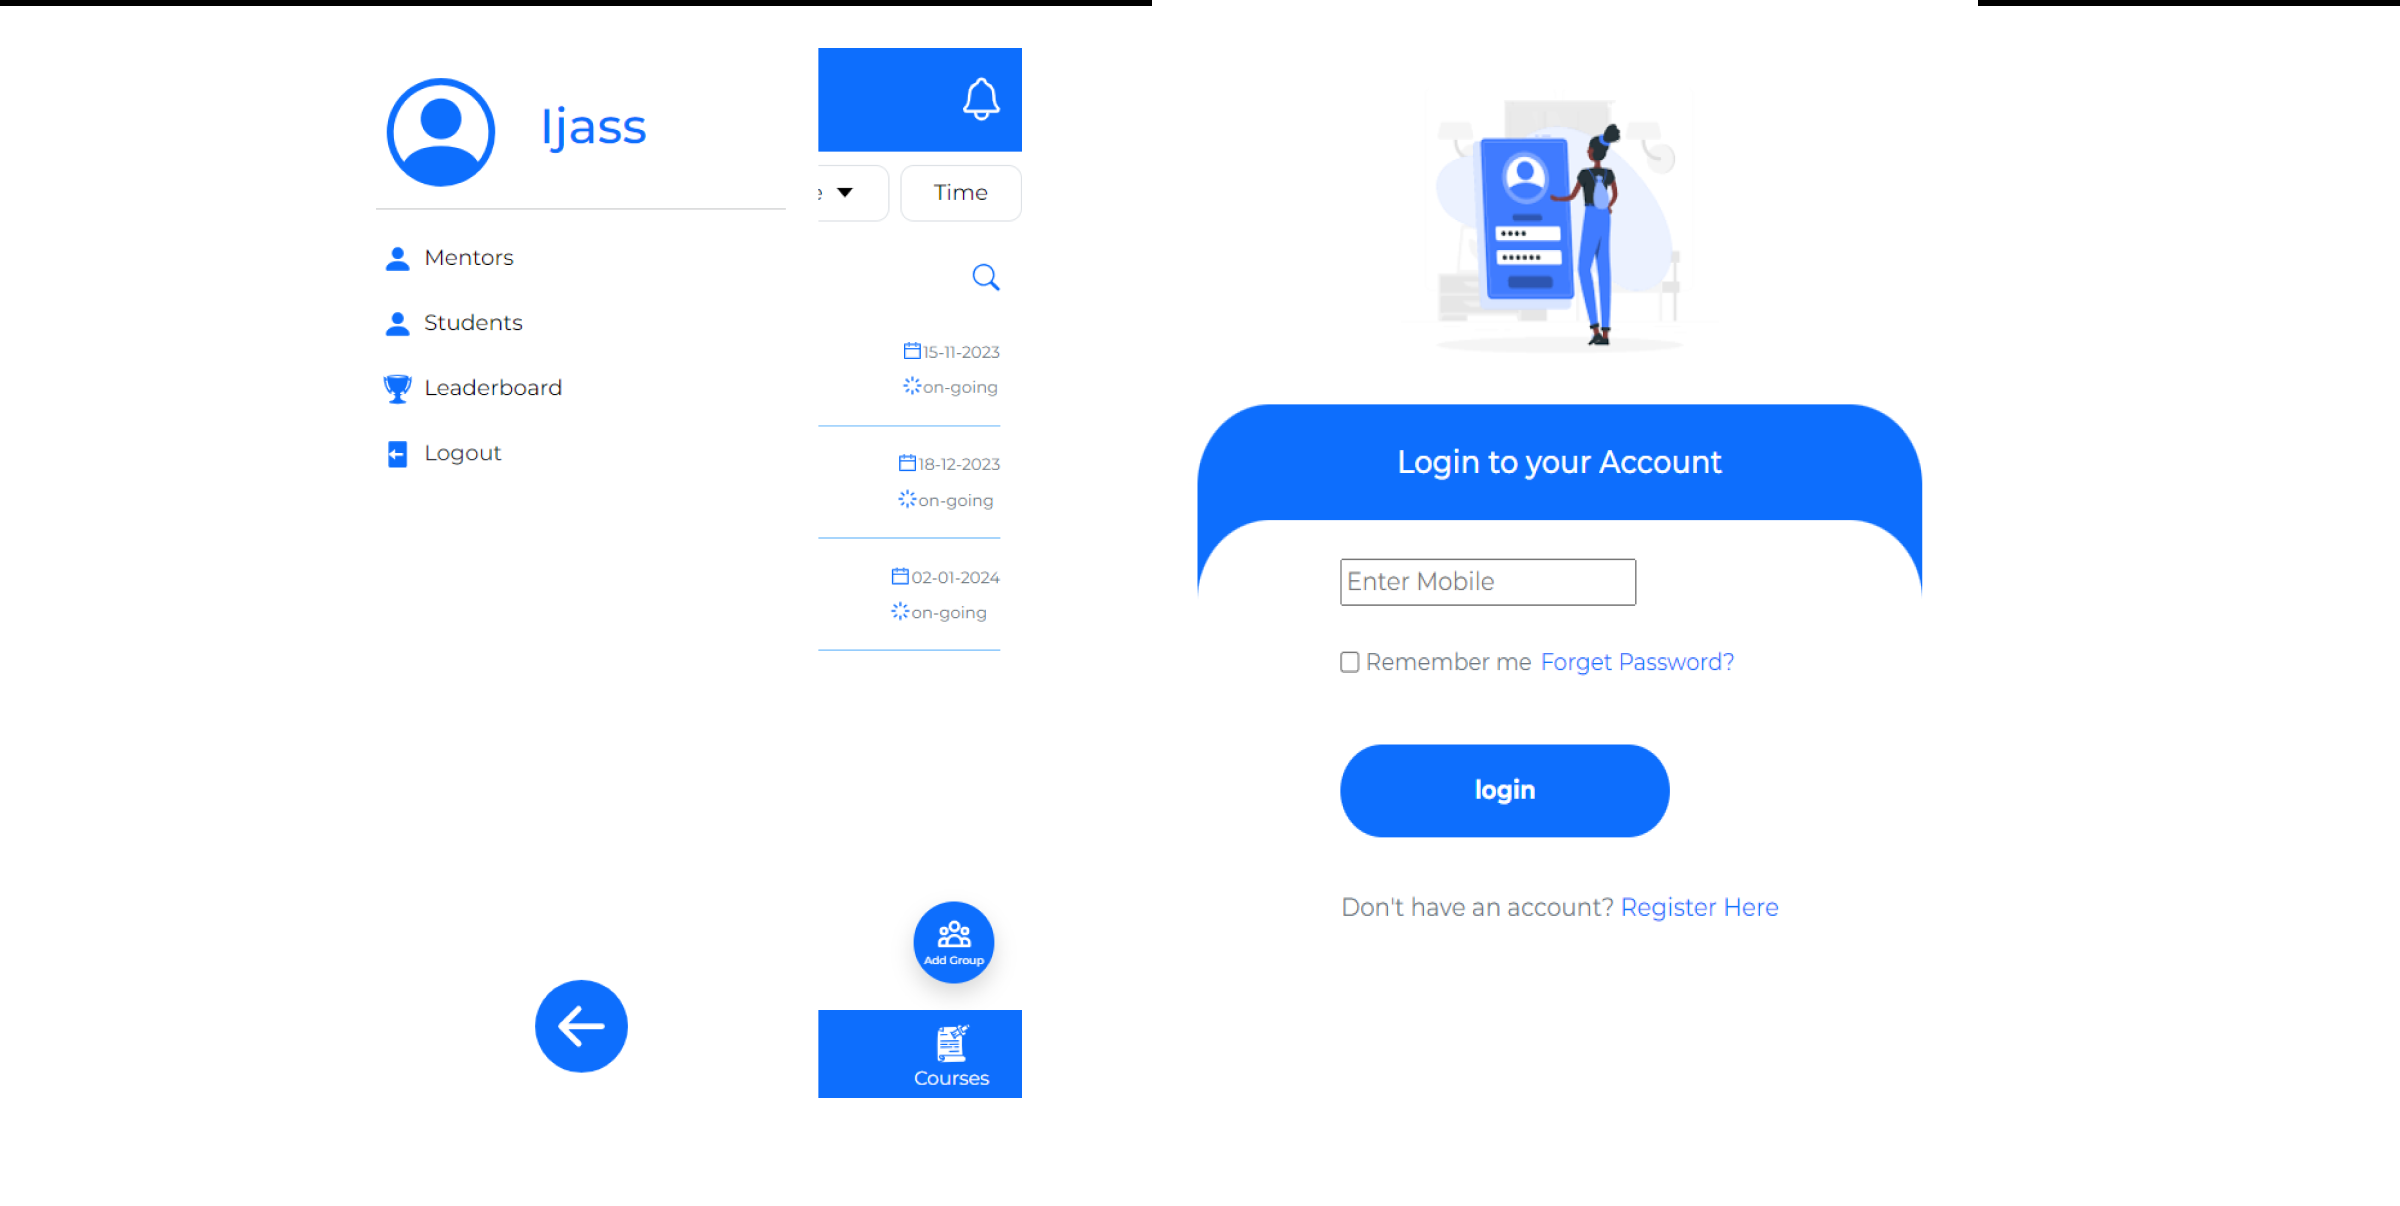 Ijass
Mentors
Students
Leaderboard
Logout
Time
15-11-2023
on-going
18-12-2023
on-going
02-01-2024
on-going
Add Group
Courses
Login to your Account
Enter Mobile
Remember me Forget Password?
login
Don't have an account? Register Here